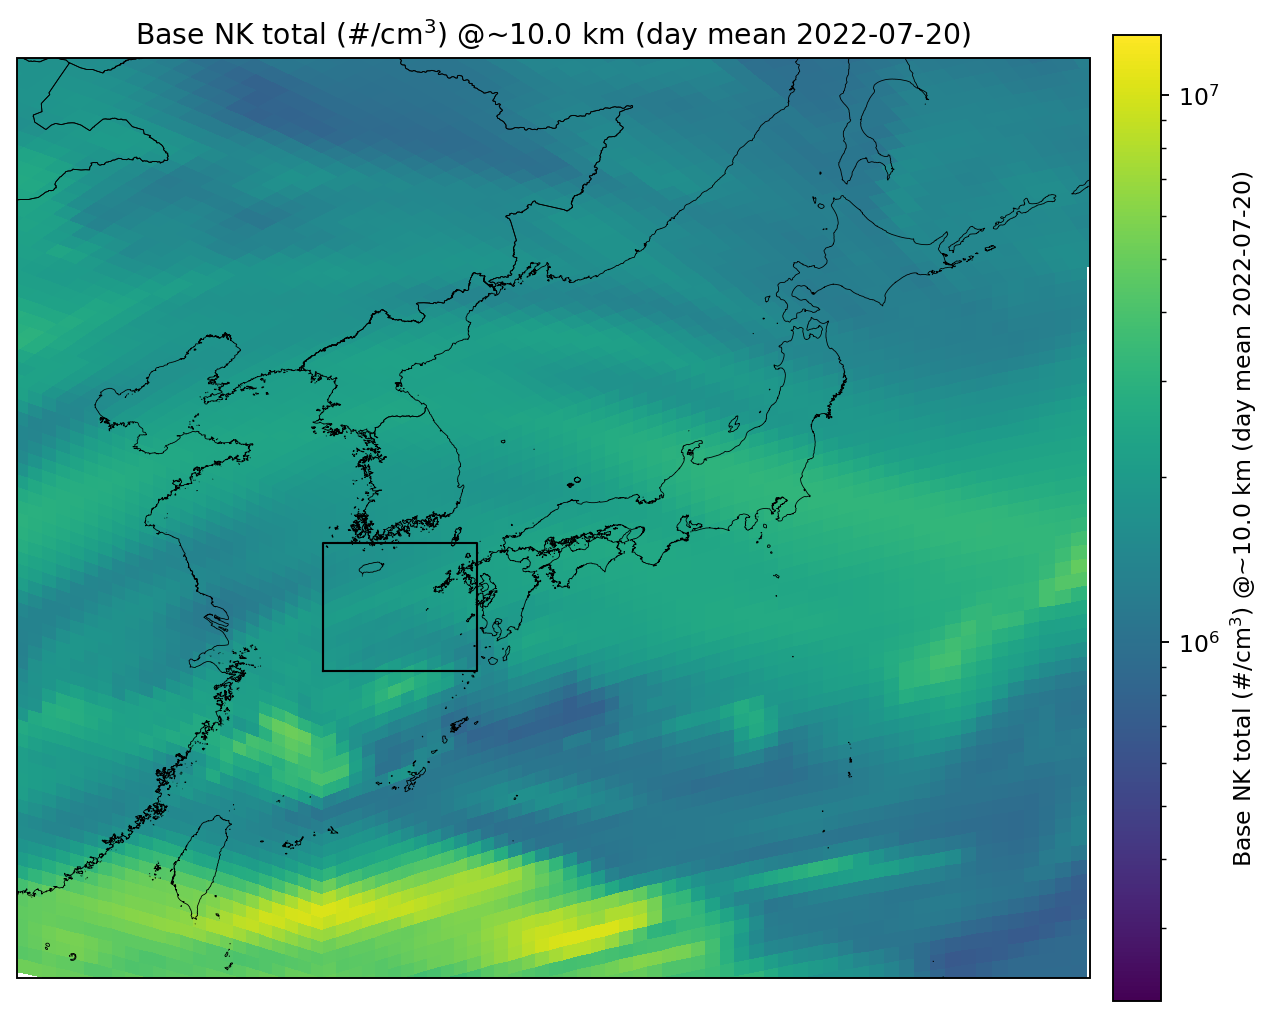 Base NK total (#/cm³) @~10.0 km (day mean 2022-07-20)
10⁷
10⁶
Base NK total (#/cm³) @~10.0 km (day mean 2022-07-20)